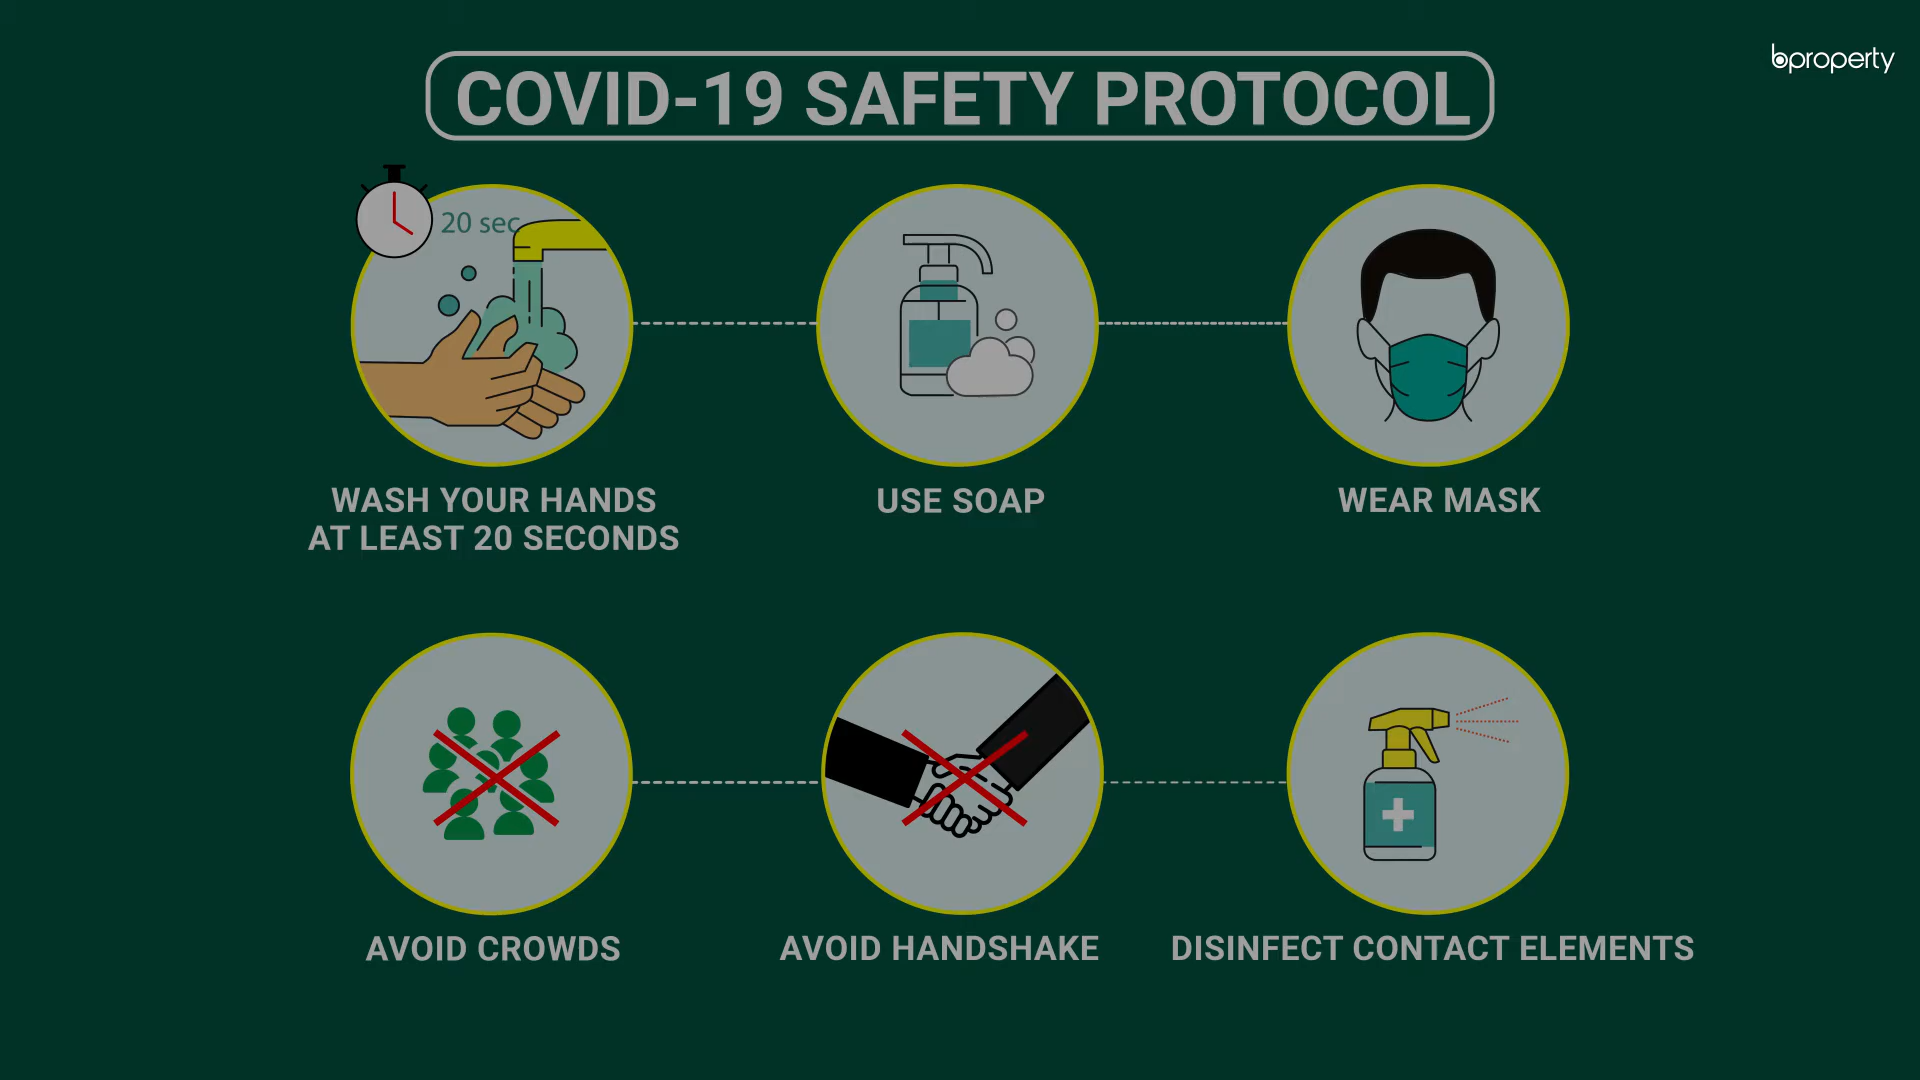 bproperty
COVID-19 SAFETY PROTOCOL
20 sec
WASH YOUR HANDS
AT LEAST 20 SECONDS
USE SOAP
WEAR MASK
AVOID CROWDS
AVOID HANDSHAKE
DISINFECT CONTACT ELEMENTS